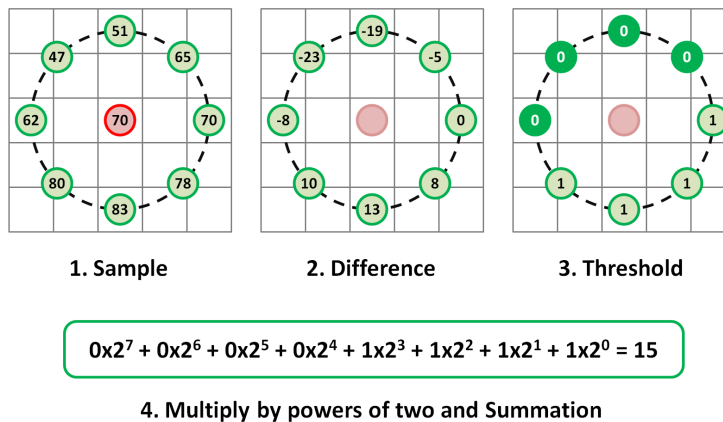 51
47 65
62 70 70
80 78
83
1. Sample
-19
-23 -5
-8 0
10 8
13
2. Difference
0
0 0
0 1
1 1
1
3. Threshold
0x2⁷ + 0x2⁶ + 0x2⁵ + 0x2⁴ + 1x2³ + 1x2² + 1x2¹ + 1x2⁰ = 15
4. Multiply by powers of two and Summation